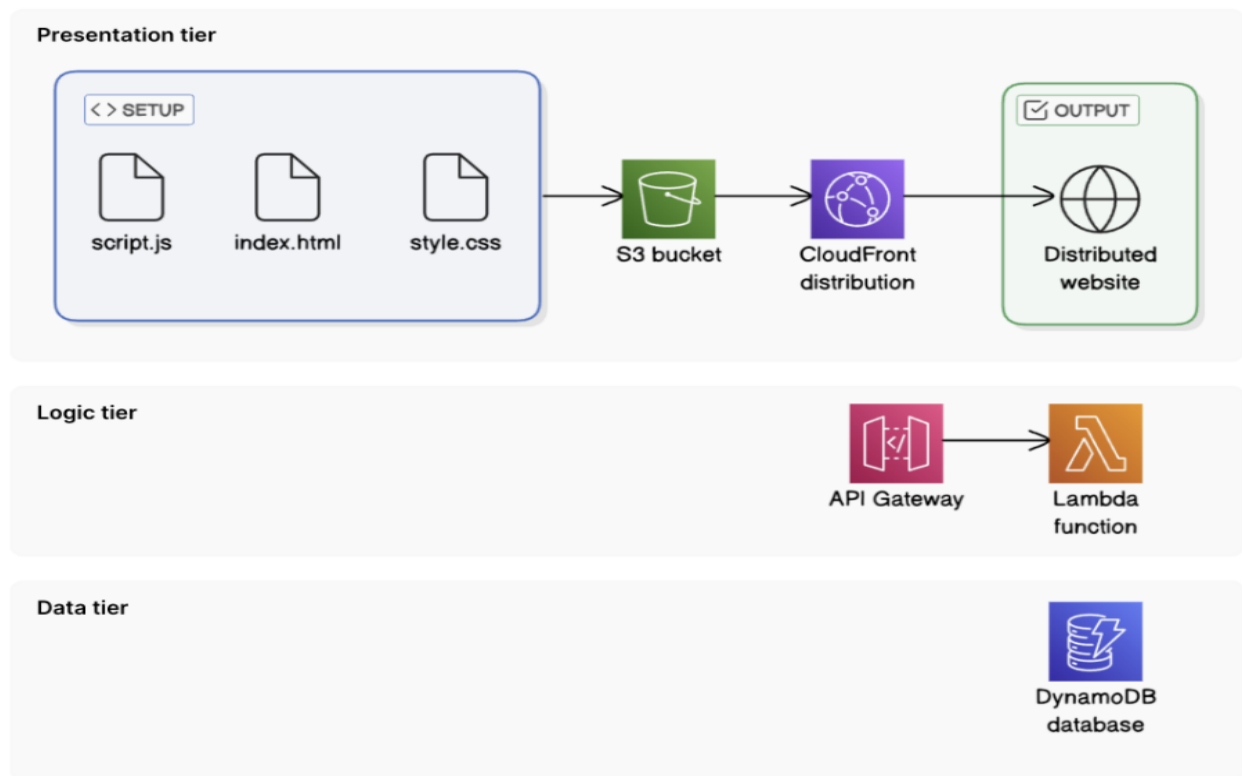 Presentation tier
< > SETUP
OUTPUT
script.js
index.html
style.css
S3 bucket
CloudFront
distribution
Distributed
website
Logic tier
</>
API Gateway
Lambda
function
Data tier
DynamoDB
database